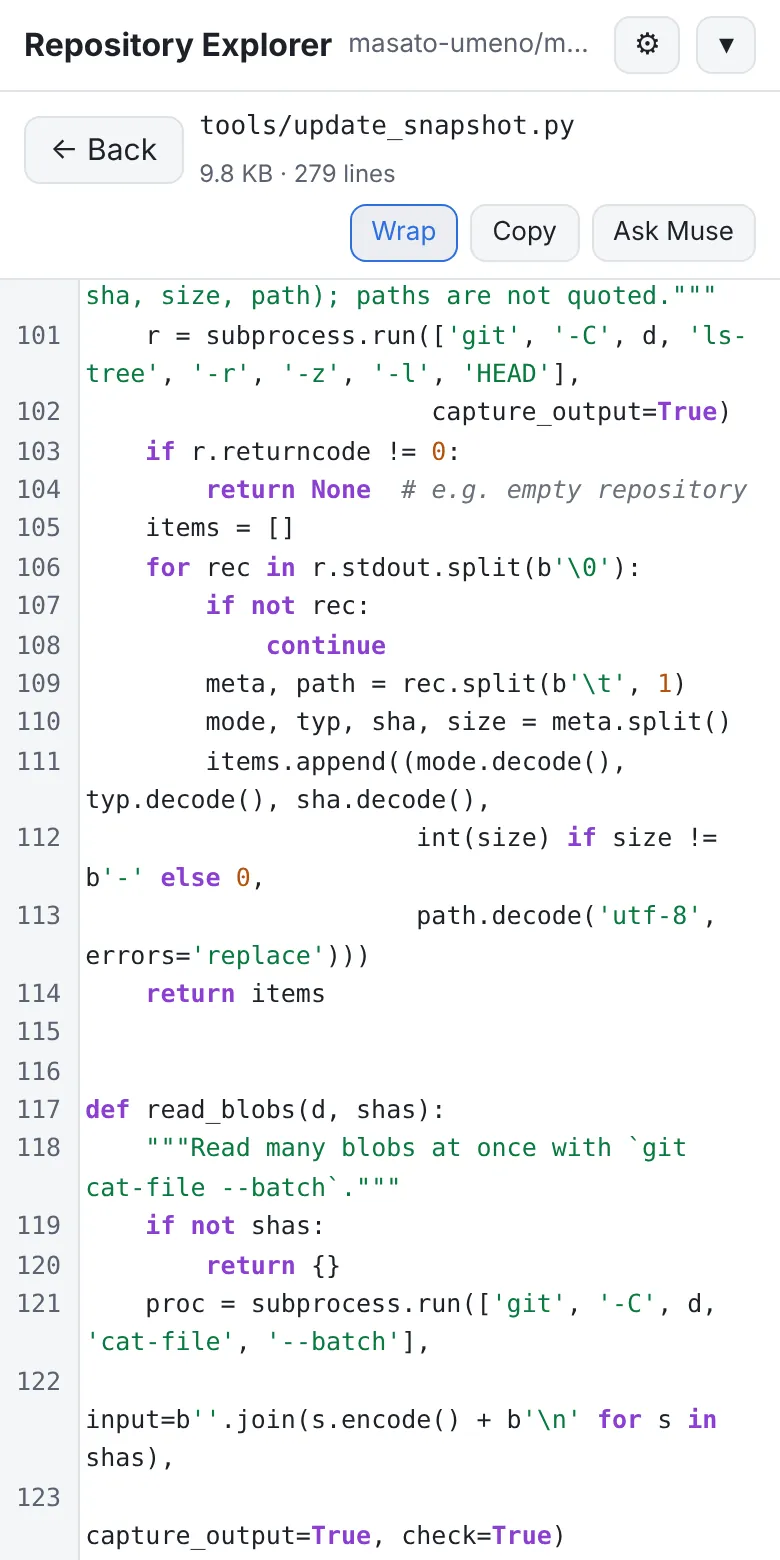 Repository Explorer masato-umeno/m... ⚙ ▼
← Back
tools/update_snapshot.py
9.8 KB · 279 lines
Wrap Copy Ask Muse
sha, size, path); paths are not quoted."""
101     r = subprocess.run(['git', '-C', d, 'ls-
tree', '-r', '-z', '-l', 'HEAD'],
102                        capture_output=True)
103     if r.returncode != 0:
104         return None  # e.g. empty repository
105     items = []
106     for rec in r.stdout.split(b'\0'):
107         if not rec:
108             continue
109         meta, path = rec.split(b'\t', 1)
110         mode, typ, sha, size = meta.split()
111         items.append((mode.decode(),
typ.decode(), sha.decode(),
112                       int(size) if size !=
b'-' else 0,
113                       path.decode('utf-8',
errors='replace')))
114     return items
115
116
117 def read_blobs(d, shas):
118     """Read many blobs at once with `git
cat-file --batch`."""
119     if not shas:
120         return {}
121     proc = subprocess.run(['git', '-C', d,
'cat-file', '--batch'],
122
input=b''.join(s.encode() + b'\n' for s in
shas),
123
capture_output=True, check=True)